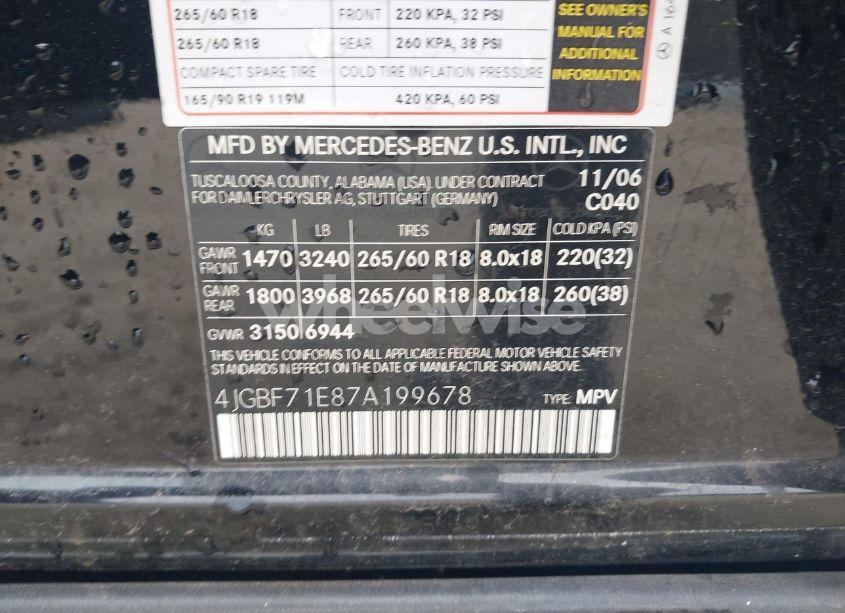 265/60 R18 FRONT 220 KPA, 32 PSI
265/60 R18 REAR 260 KPA, 38 PSI
COMPACT SPARE TIRE COLD TIRE INFLATION PRESSURE
165/90 R19 119M 420 KPA, 60 PSI
SEE OWNER'S
MANUAL FOR
ADDITIONAL
INFORMATION
A 164
MFD BY MERCEDES-BENZ U.S. INTL., INC
TUSCALOOSA COUNTY, ALABAMA (USA). UNDER CONTRACT 11/06
FOR DAIMLERCHRYSLER AG, STUTTGART (GERMANY) C040
KG LB TIRES RIM SIZE COLD KPA (PSI)
GAWR FRONT 1470 3240 265/60 R18 8.0x18 220(32)
GAWR REAR 1800 3968 265/60 R18 8.0x18 260(38)
wheelwise
GVWR 3150 6944
THIS VEHICLE CONFORMS TO ALL APPLICABLE FEDERAL MOTOR VEHICLE SAFETY
STANDARDS IN EFFECT ON THE DATE OF MANUFACTURE SHOWN ABOVE.
4JGBF71E87A199678 TYPE: MPV